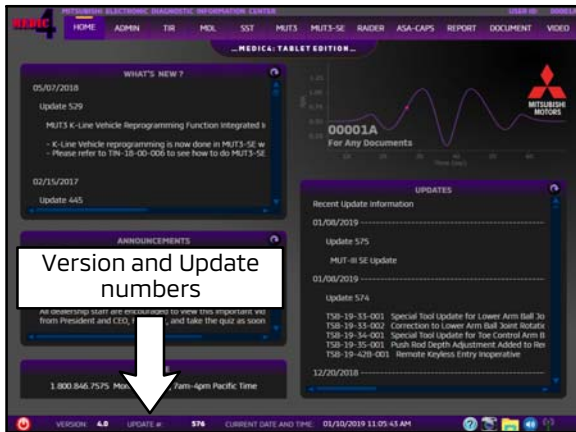 MEDIC 4
MITSUBISHI ELECTRONIC DIAGNOSTIC INFORMATION CENTER
USER ID: 00001A
HOME ADMIN TIR MDL SST MUT3 MUT3-SE RAIDER ASA-CAPS REPORT DOCUMENT VIDEO
...MEDIC4: TABLET EDITION...
WHAT'S NEW ?
05/07/2018
Update 529
MUT3 K-Line Vehicle Reprogramming Function Integrated i
- K-Line Vehicle reprogramming is now done in MUT3-SE w
- Please refer to TIN-18-00-006 to see how to do MUT3-SE
02/15/2017
Update 445
MITSUBISHI
MOTORS
00001A
For Any Documents
Time (sec)
UPDATES
Recent Update Information
01/08/2019
Update 575
MUT-III SE Update
01/08/2019
Update 574
TSB-19-33-001 Special Tool Update for Lower Arm Ball Jo
TSB-19-33-002 Correction to Lower Arm Ball Joint Rotatio
TSB-19-34-001 Special Tool Update for Toe Control Arm B
TSB-19-35-001 Push Rod Depth Adjustment Added to Re
TSB-19-42B-001 Remote Keyless Entry Inoperative
12/20/2018
ANNOUNCEMENTS
Version and Update
numbers
All dealership staff are encouraged to view this important vid
from President and CEO, and take the quiz as soon
1.800.846.7575 Mo 7am-4pm Pacific Time
VERSION: 4.0 UPDATE #: 576 CURRENT DATE AND TIME: 01/10/2019 11:05:43 AM